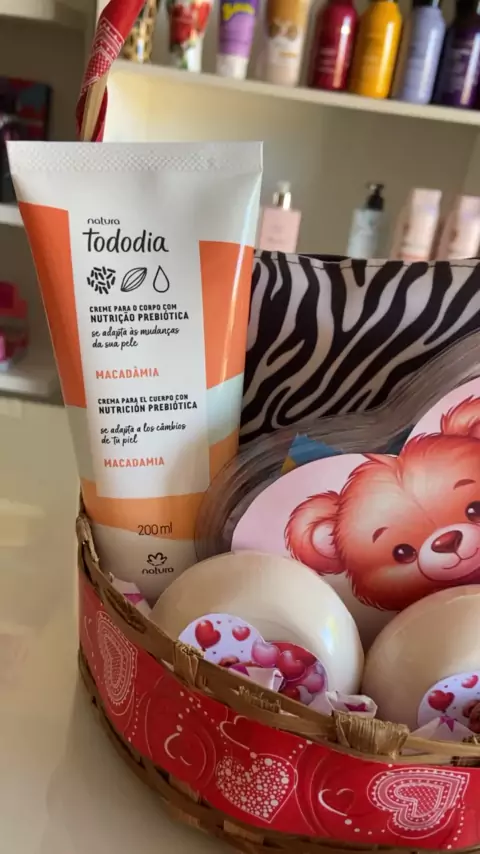 natura
Tododia
CREME PARA O CORPO COM
NUTRIÇÃO PREBIÓTICA
se adapta às mudanças
da sua pele
MACADÂMIA
CREMA PARA EL CUERPO CON
NUTRICIÓN PREBIÓTICA
se adapta a los câmbios
de tu piel
MACADAMIA
200 ml
natura